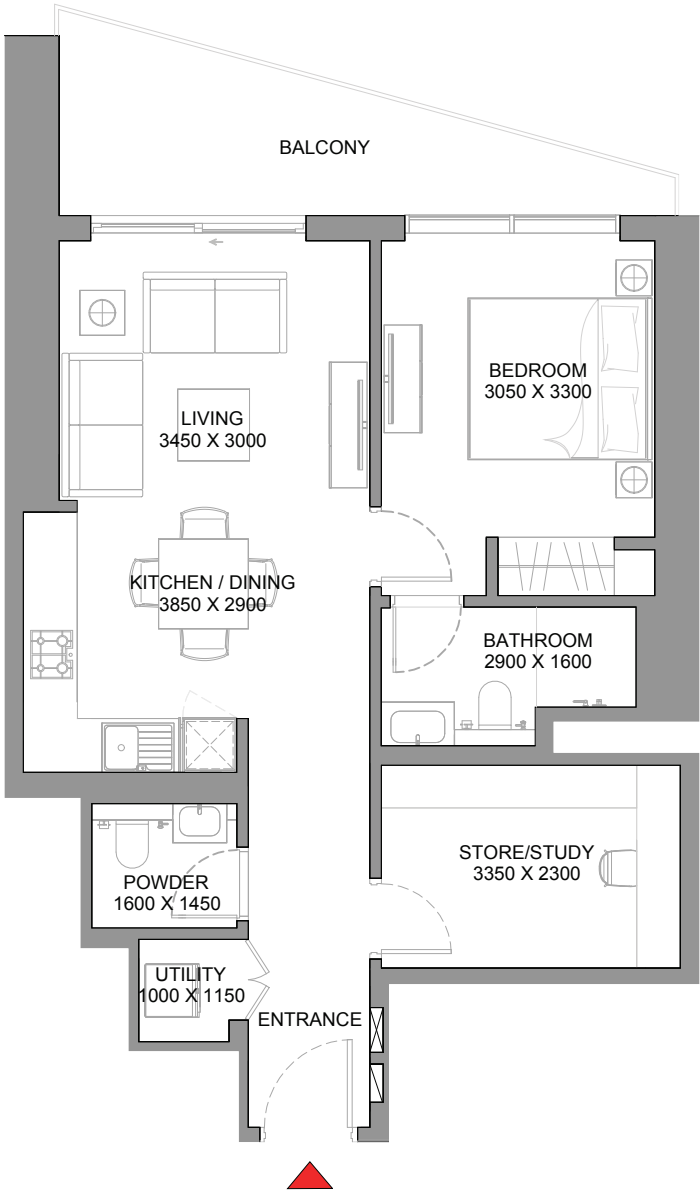 BALCONY
BEDROOM
3050 X 3300
LIVING
3450 X 3000
KITCHEN / DINING
3850 X 2900
BATHROOM
2900 X 1600
STORE/STUDY
3350 X 2300
POWDER
1600 X 1450
UTILITY
1000 X 1150
ENTRANCE